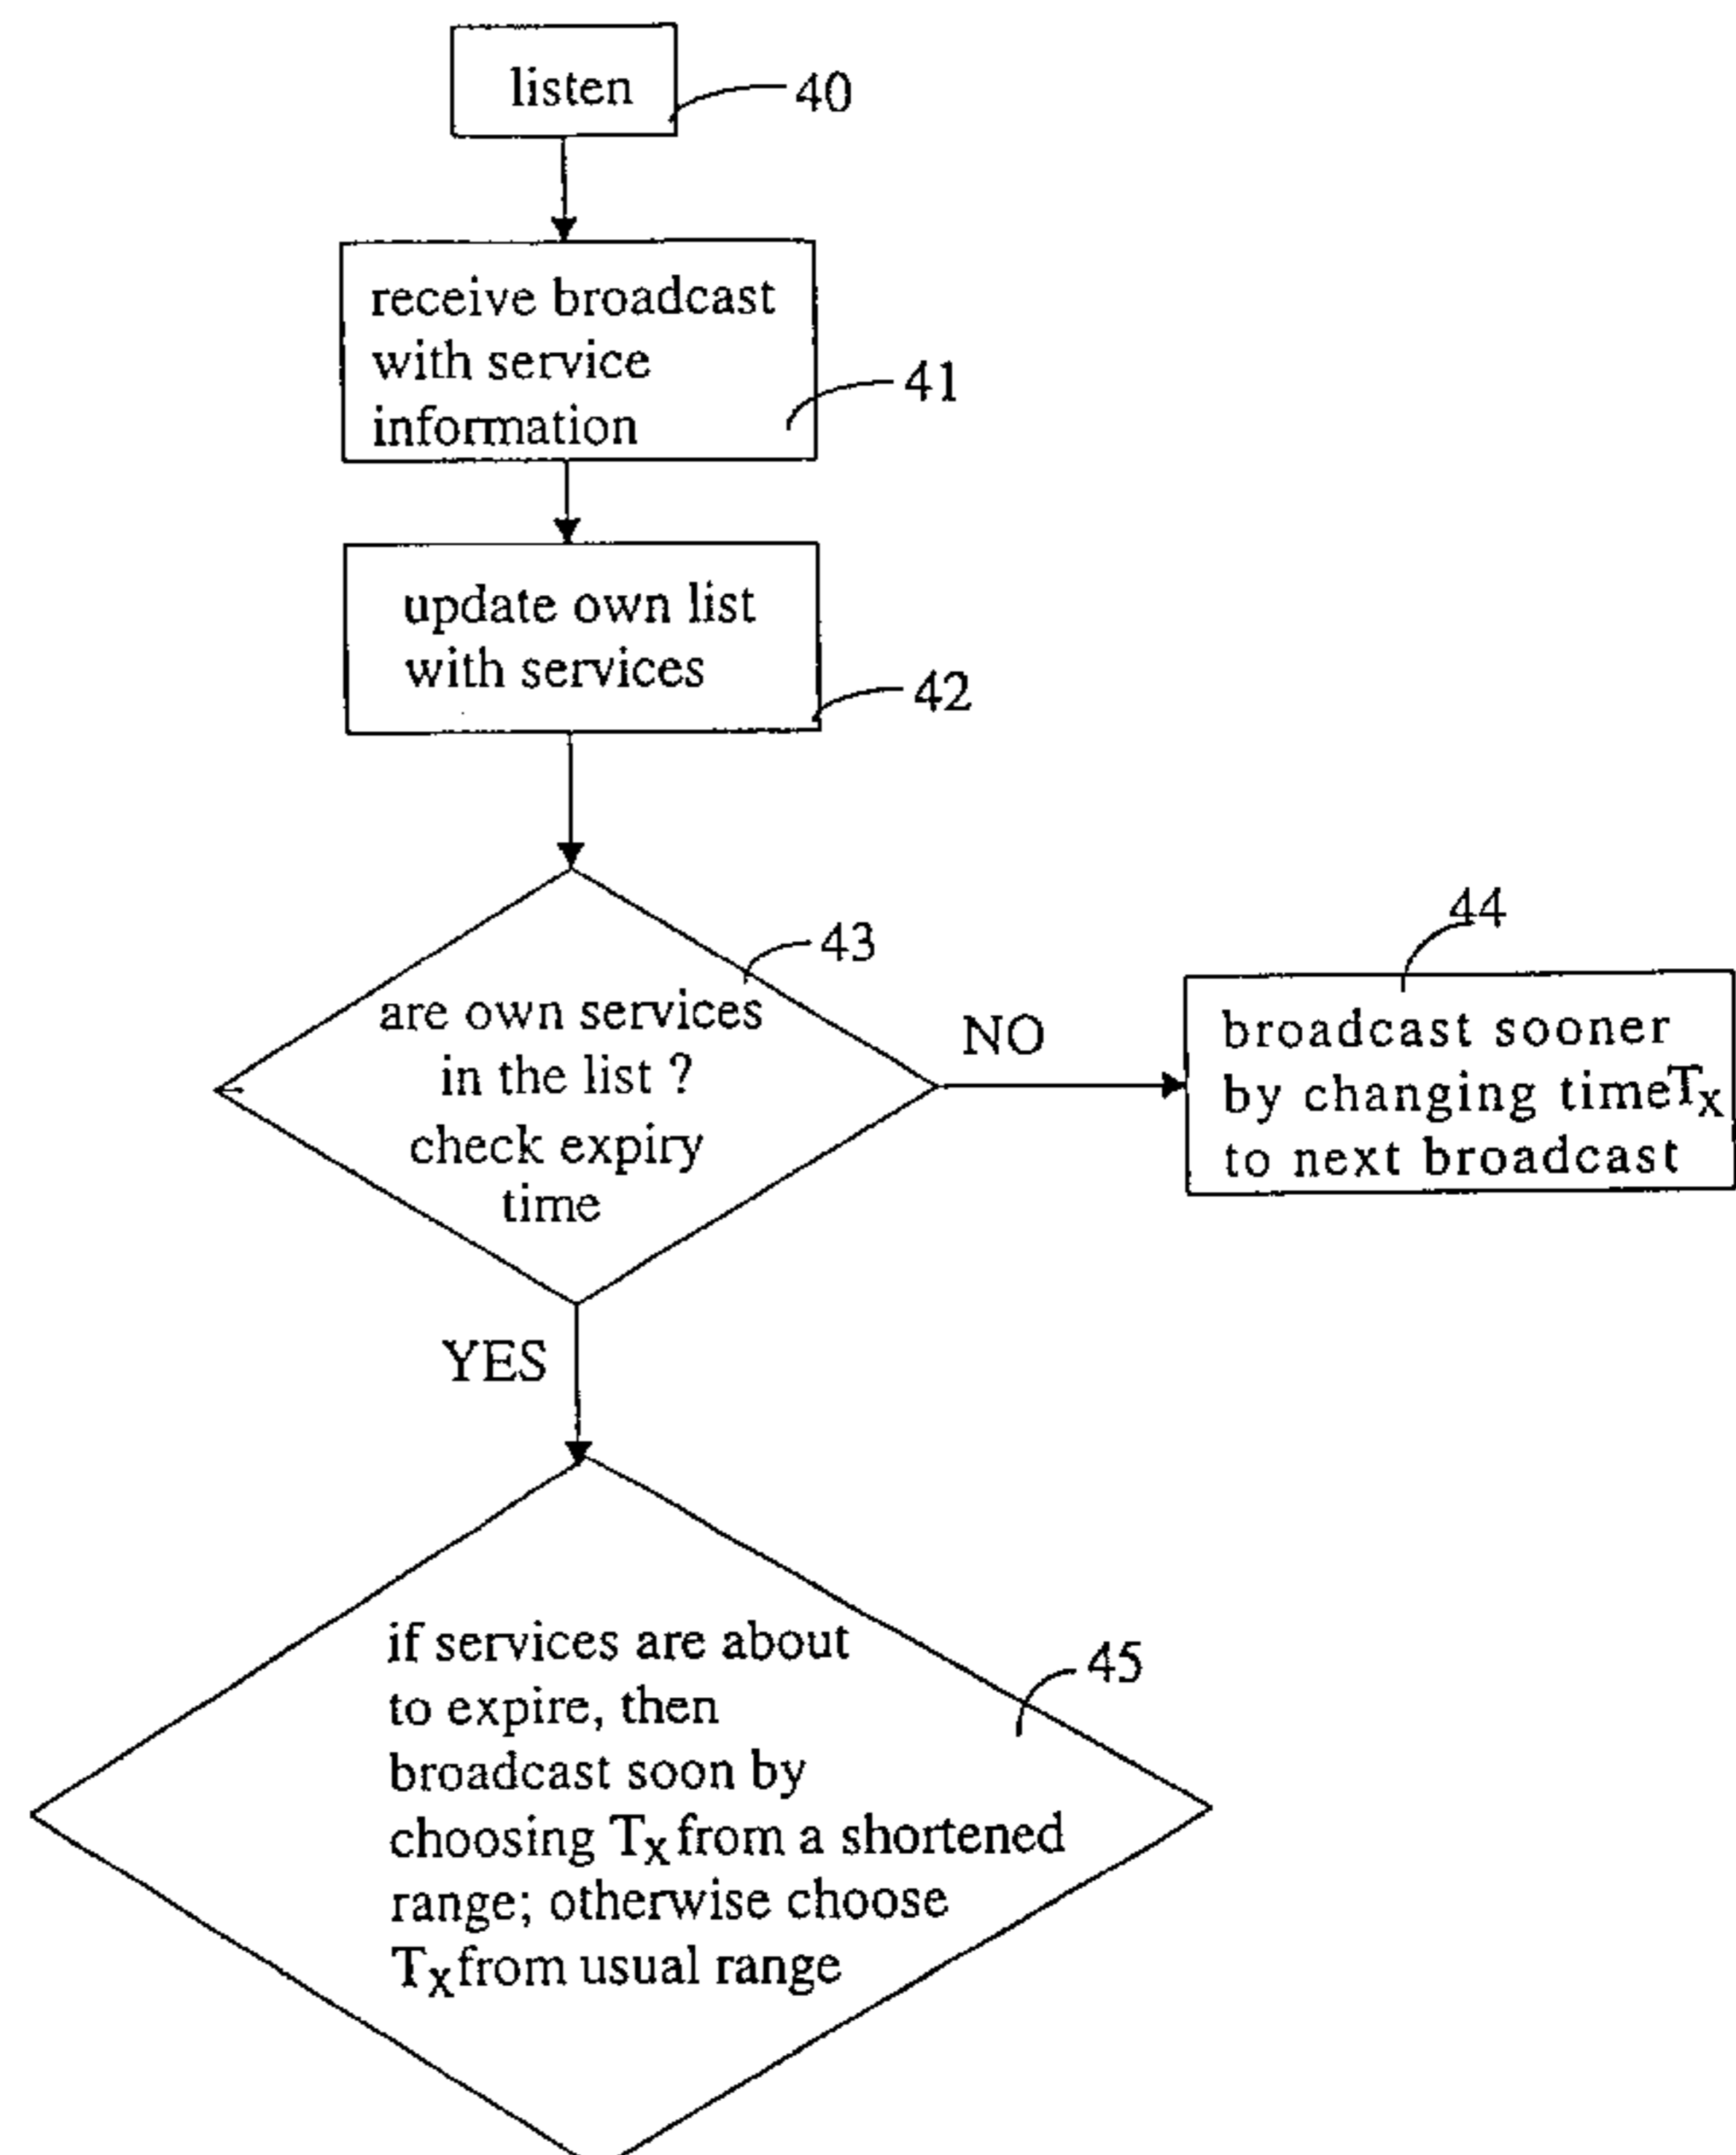 listen
40
receive broadcast
with service
information
41
update own list
with services
42
43
are own services
in the list ?
check expiry
time
NO
44
broadcast sooner
by changing time Tx
to next broadcast
YES
45
if services are about
to expire, then
broadcast soon by
choosing Tx from a shortened
range; otherwise choose
Tx from usual range